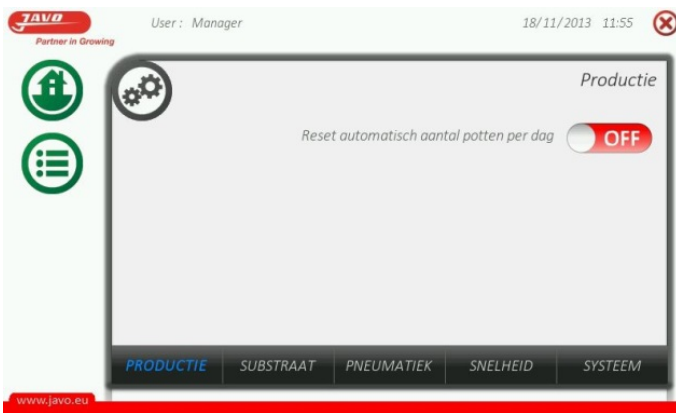 JAVO
Partner in Growing
User : Manager
18/11/2013 11:55
Productie
Reset automatisch aantal potten per dag
OFF
PRODUCTIE SUBSTRAAT PNEUMATIEK SNELHEID SYSTEEM
www.javo.eu